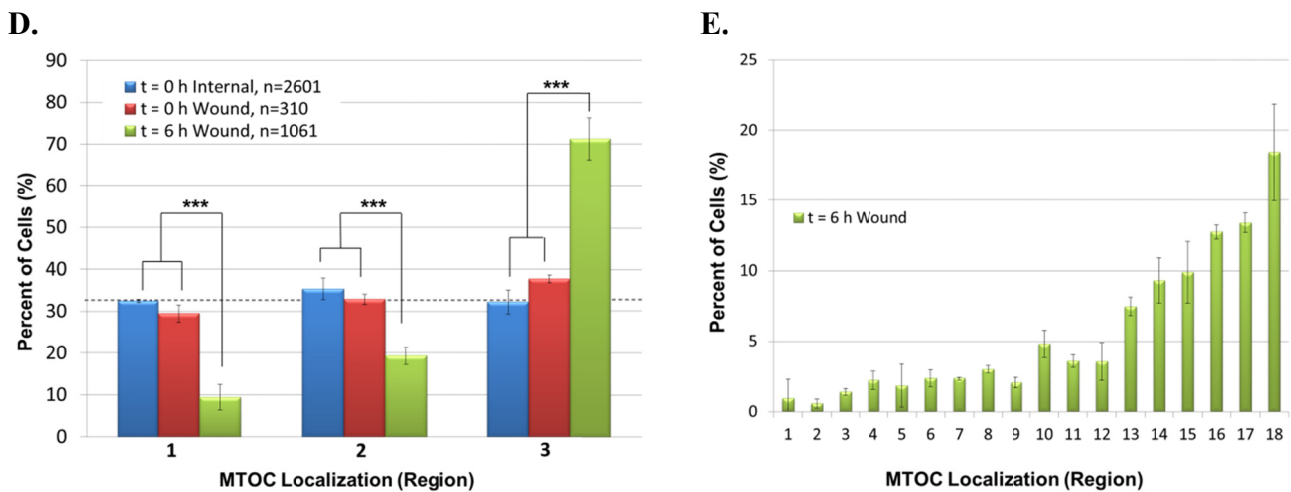 D.
90
80
70
60
50
40
30
20
10
0
Percent of Cells (%)
t = 0 h Internal, n=2601
t = 0 h Wound, n=310
t = 6 h Wound, n=1061
***
***
***
1 2 3
MTOC Localization (Region)
E.
25
20
15
10
5
0
Percent of Cells (%)
t = 6 h Wound
1 2 3 4 5 6 7 8 9 10 11 12 13 14 15 16 17 18
MTOC Localization (Region)